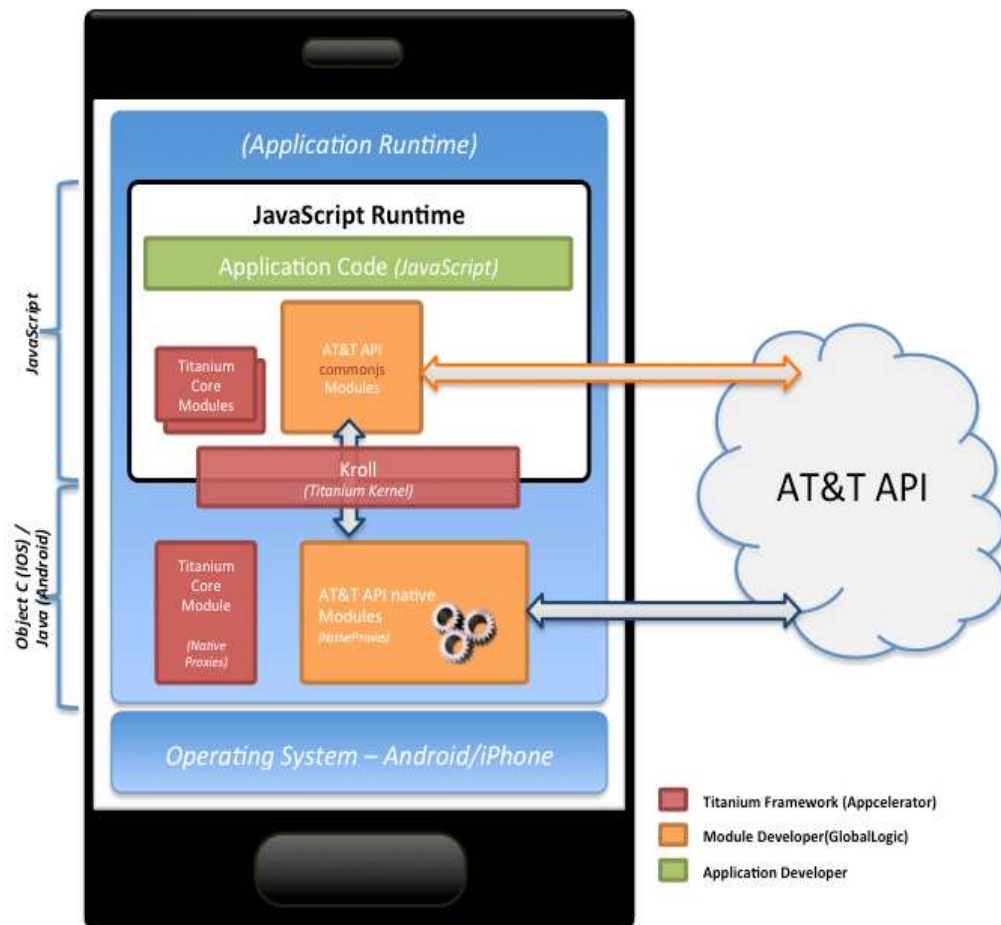 (Application Runtime)
JavaScript Runtime
Application Code (JavaScript)
JavaScript
AT&T API
commonjs
Modules
Titanium
Core
Modules
Kroll
(Titanium Kernel)
AT&T API
Object C (IOS) /
Java (Android)
Titanium
Core
Module
(Native
Proxies)
AT&T API native
Modules
Operating System – Android/iPhone
Titanium Framework (Appcelerator)
Module Developer(GlobalLogic)
Application Developer